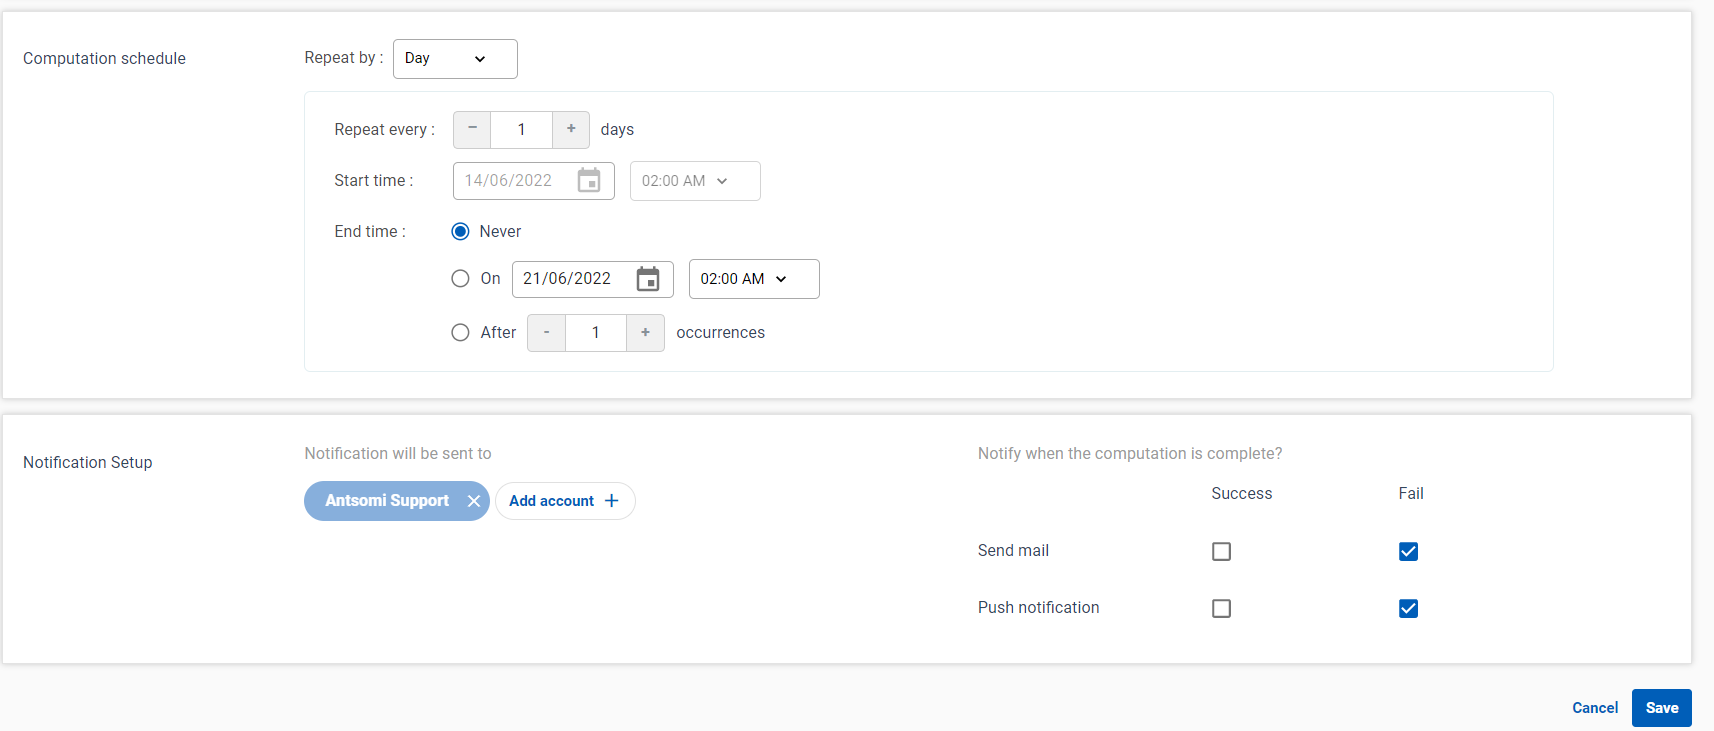 Computation schedule
Repeat by :
Day
Repeat every :
− 1 + days
Start time :
14/06/2022
02:00 AM
End time :
Never
On
21/06/2022
02:00 AM
After
- 1 + occurrences
Notification Setup
Notification will be sent to
Antsomi Support ×
Add account +
Notify when the computation is complete?
Success
Fail
Send mail
Push notification
Cancel
Save